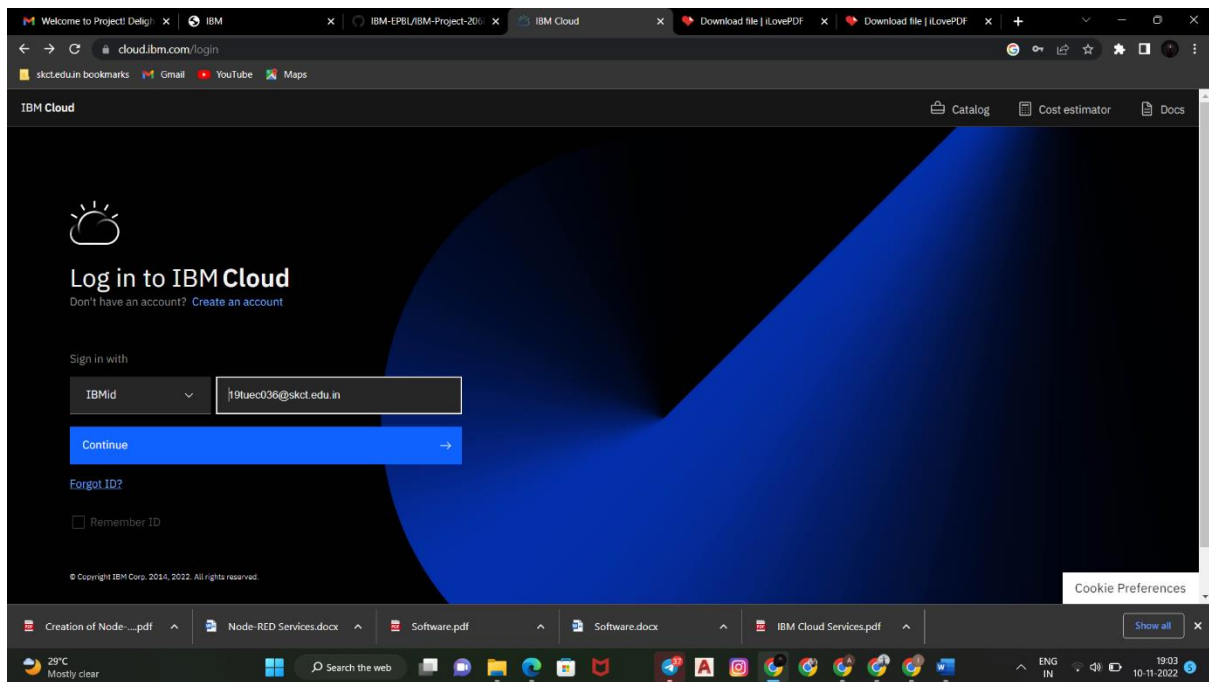 Welcome to Project! Deligh
IBM
IBM-EPBL/IBM-Project-206
IBM Cloud
Download file | iLovePDF
Download file | iLovePDF
cloud.ibm.com/login
skct.edu.in bookmarks
Gmail
YouTube
Maps
IBM Cloud
Catalog
Cost estimator
Docs
Log in to IBM Cloud
Don't have an account? Create an account
Sign in with
IBMid
19tuec036@skct.edu.in
Continue
Forgot ID?
Remember ID
© Copyright IBM Corp. 2014, 2022. All rights reserved.
Cookie Preferences
Creation of Node-....pdf
Node-RED Services.docx
Software.pdf
Software.docx
IBM Cloud Services.pdf
Show all
29°C
Mostly clear
Search the web
37
ENG
IN
19:03
10-11-2022
5